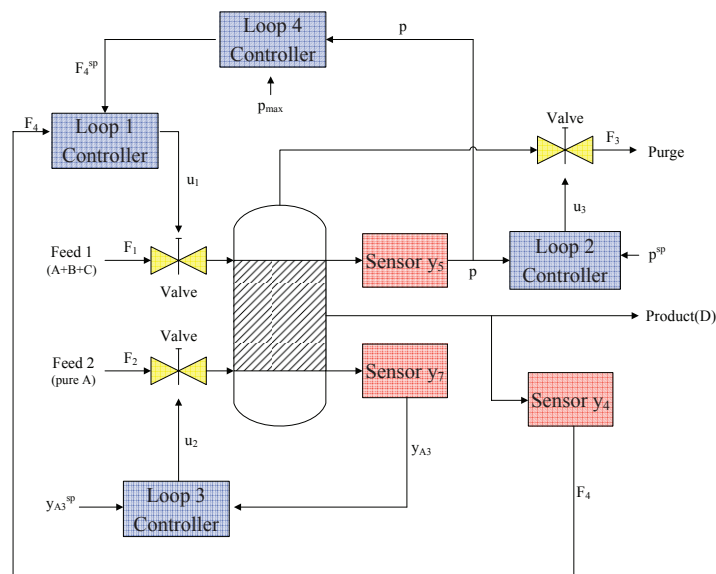 Loop 4
Controller
p
F₄ˢᵖ
pₘₐₓ
Valve
F₄
Loop 1
Controller
F₃
Purge
u₁
u₃
Feed 1
(A+B+C)
F₁
Valve
Sensor y₅
p
Loop 2
Controller
pˢᵖ
Product(D)
Valve
Feed 2
(pure A)
F₂
Sensor y₇
Sensor y₄
u₂
y_A3
F₄
y_A3ˢᵖ
Loop 3
Controller